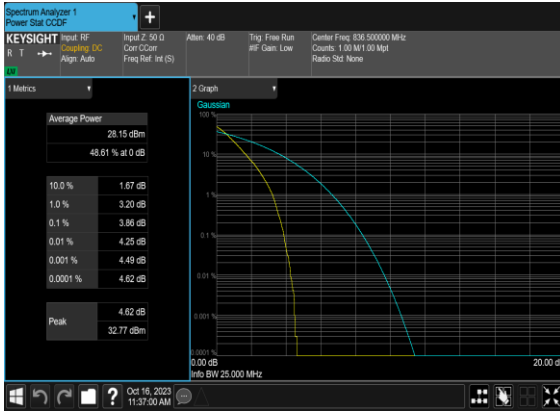 Spectrum Analyzer 1
Power Stat CCDF
KEYSIGHT
R T
Input: RF
Coupling: DC
Align: Auto
Input Z: 50 Ω
Corr CCorr
Freq Ref: Int (S)
Atten: 40 dB
Trig: Free Run
#IF Gain: Low
Center Freq: 836.500000 MHz
Counts: 1.00 M/1.00 Mpt
Radio Std: None
1 Metrics
Average Power
28.15 dBm
48.61 % at 0 dB
10.0 % 1.67 dB
1.0 % 3.20 dB
0.1 % 3.86 dB
0.01 % 4.25 dB
0.001 % 4.49 dB
0.0001 % 4.62 dB
Peak
4.62 dB
32.77 dBm
2 Graph
Gaussian
100 %
10 %
1 %
0.1 %
0.01 %
0.001 %
0.0001 %
0.00 dB
20.00 d
Info BW 25.000 MHz
Oct 16, 2023
11:37:00 AM